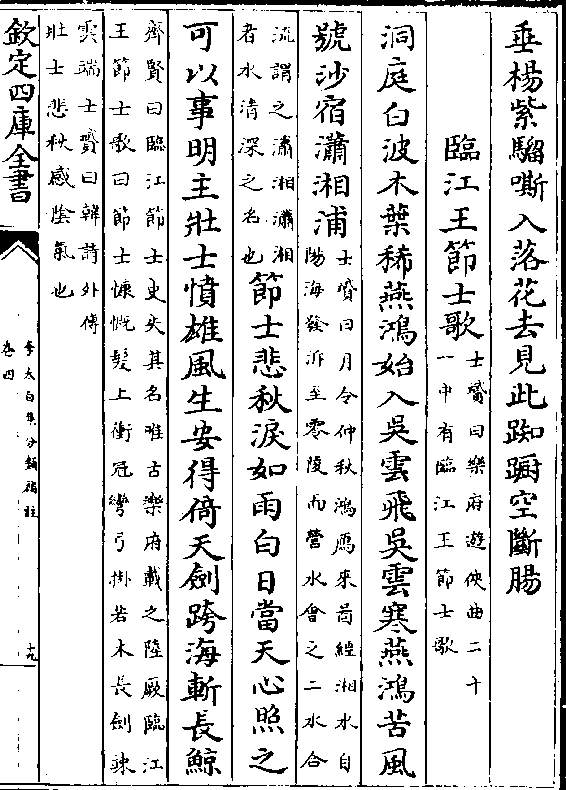 垂楊紫騮嘶入落花去見此踟躕空斷腸
臨江王節士歌士贇曰樂府遊俠曲二十
一中有臨江王節士歌
洞庭白波木葉稀燕鴻始入吳雲飛吳雲寒燕鴻苦風
號沙宿瀟湘浦士贇曰月令仲秋鴻鴈來前經湘水自
陽海發泝至零陵而營水會之二水合
流謂之瀟湘瀟湘
者水清深之名也節士悲秋淚如雨白日當天心照之
可以事明主壯士憤雄風生安得倚天劍跨海斬長鯨
齊賢曰臨江節士史失其名唯古樂府載之陸厥臨江
王節士歌曰節士慷慨髮上衝冠彎弓掛若木長劍竦
雲端士贇曰韓詩外傳
壯士悲秋感陰氣也
欽定四庫全書
李太白集分類補註
卷四
十九